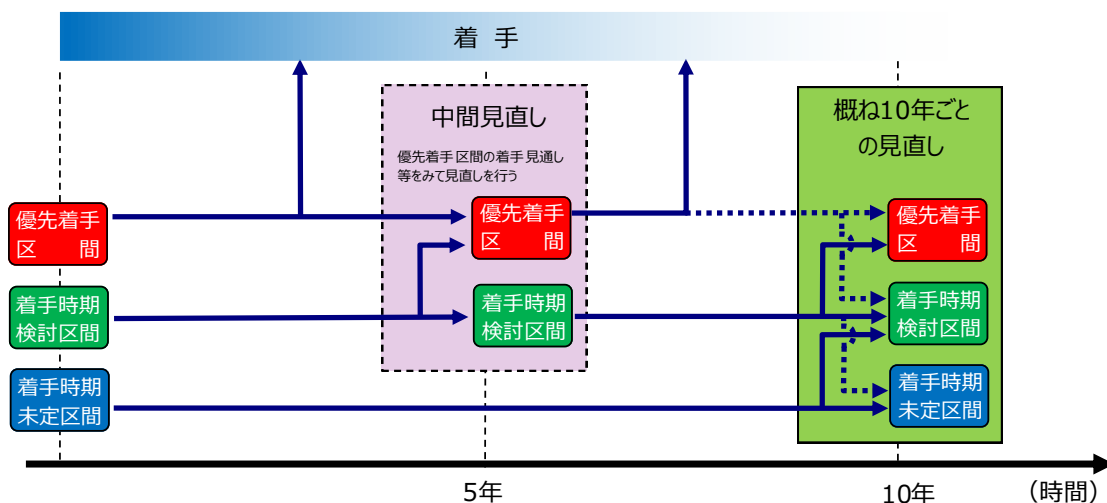 着 手
中間見直し
優先着手区間の着手見通し
等をみて見直しを行う
概ね10年ごと
の見直し
優先着手
区 間
着手時期
検討区間
着手時期
未定区間
優先着手
区 間
着手時期
検討区間
優先着手
区 間
着手時期
検討区間
着手時期
未定区間
5年
10年
（時間）